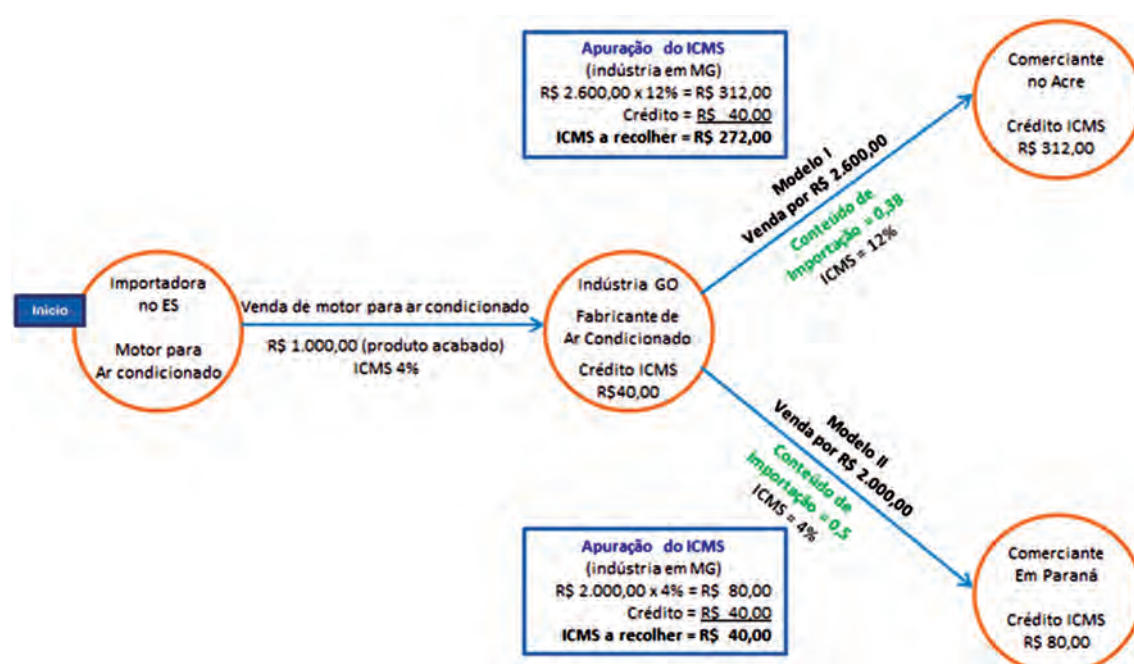 Início
Importadora
no ES
Motor para
Ar condicionado
Venda de motor para ar condicionado
R$ 1.000,00 (produto acabado)
ICMS 4%
Indústria GO
Fabricante de
Ar Condicionado
Crédito ICMS
R$40,00
Apuração do ICMS
(indústria em MG)
R$ 2.600,00 x 12% = R$ 312,00
Crédito = R$ 40,00
ICMS a recolher = R$ 272,00
Modelo I
Venda por R$ 2.600,00
Conteúdo de
Importação = 0,38
ICMS = 12%
Comerciante
no Acre
Crédito ICMS
R$ 312,00
Modelo II
Venda por R$ 2.000,00
Conteúdo de
Importação = 0,5
ICMS = 4%
Apuração do ICMS
(indústria em MG)
R$ 2.000,00 x 4% = R$ 80,00
Crédito = R$ 40,00
ICMS a recolher = R$ 40,00
Comerciante
Em Paraná
Crédito ICMS
R$ 80,00